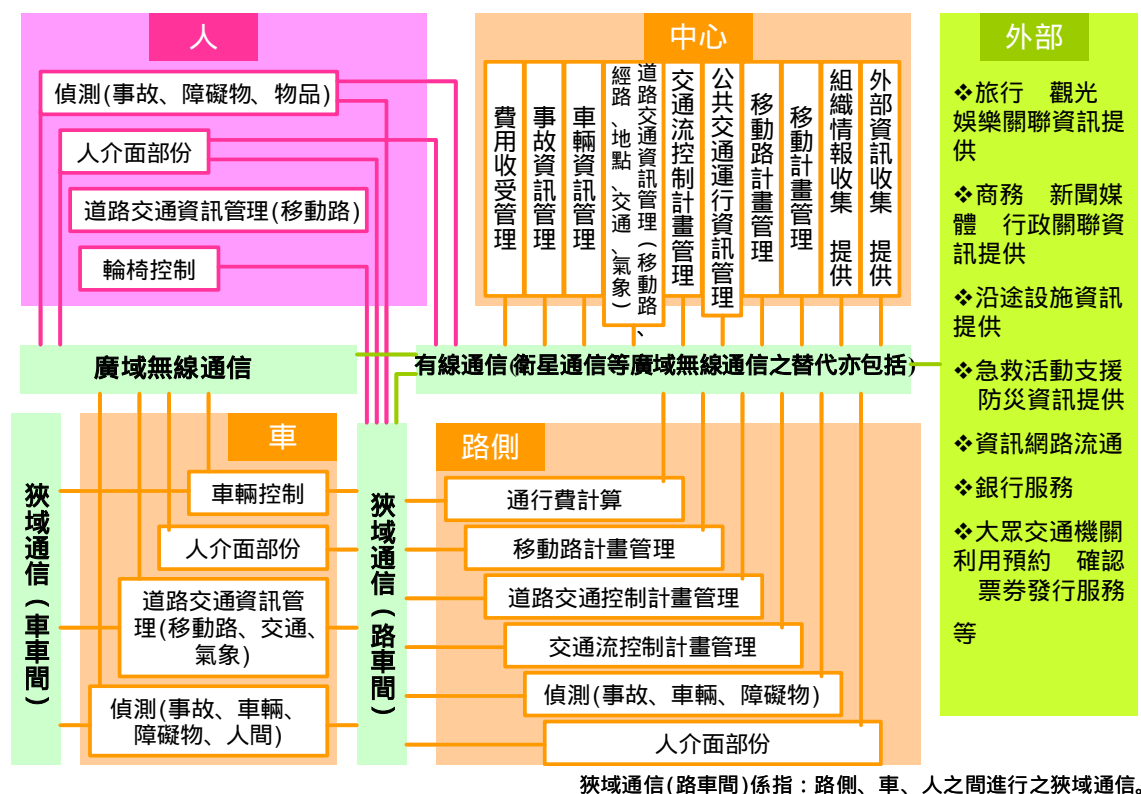 人
偵測(事故、障礙物、物品)
人介面部份
道路交通資訊管理(移動路)
輪椅控制
中心
費用收受管理
事故資訊管理
車輛資訊管理
道路交通資訊管理(移動路、
經路、地點、交通、氣象)
交通流控制計畫管理
公共交通運行資訊管理
移動路計畫管理
移動計畫管理
組織情報收集 提供
外部資訊收集 提供
外部
❖旅行 觀光
娛樂關聯資訊提
供
❖商務 新聞媒
體 行政關聯資
訊提供
❖沿途設施資訊
提供
❖急救活動支援
防災資訊提供
❖資訊網路流通
❖銀行服務
❖大眾交通機關
利用預約 確認
票券發行服務
等
廣域無線通信
有線通信(衛星通信等廣域無線通信之替代亦包括)
狹域通信(車車間)
車
車輛控制
人介面部份
道路交通資訊管
理(移動路、交通、
氣象)
偵測(事故、車輛、
障礙物、人間)
狹域通信(路車間)
路側
通行費計算
移動路計畫管理
道路交通控制計畫管理
交通流控制計畫管理
偵測(事故、車輛、障礙物)
人介面部份
狹域通信(路車間)係指：路側、車、人之間進行之狹域通信。